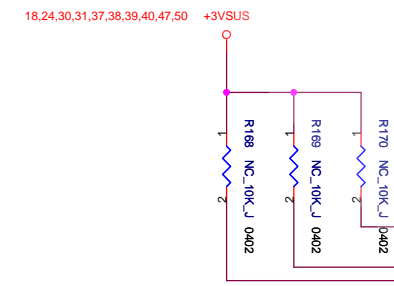 18,24,30,31,37,38,39,40,47,50 +3VSUS
1
R168 NC_10K_J 0402
2
1
R169 NC_10K_J 0402
2
1
R170 NC_10K_J 0402
2